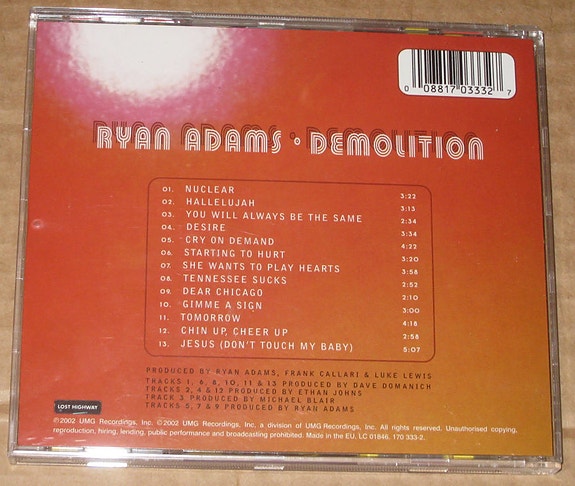 0 08817 03332 7
RYAN ADAMS • DEMOLITION
01. NUCLEAR 3:22
02. HALLELUJAH 3:13
03. YOU WILL ALWAYS BE THE SAME 2:34
04. DESIRE 3:34
05. CRY ON DEMAND 4:22
06. STARTING TO HURT 3:20
07. SHE WANTS TO PLAY HEARTS 3:58
08. TENNESSEE SUCKS 2:52
09. DEAR CHICAGO 2:10
10. GIMME A SIGN 3:00
11. TOMORROW 4:18
12. CHIN UP, CHEER UP 2:58
13. JESUS (DON'T TOUCH MY BABY) 5:07
PRODUCED BY RYAN ADAMS, FRANK CALLARI & LUKE LEWIS
TRACKS 1, 6, 8, 10, 11 & 13 PRODUCED BY DAVE DOMANICH
TRACKS 2, 4 & 12 PRODUCED BY ETHAN JOHNS
TRACK 3 PRODUCED BY MICHAEL BLAIR
TRACKS 5, 7 & 9 PRODUCED BY RYAN ADAMS
LOST HIGHWAY
℗2002 UMG Recordings, Inc. ©2002 UMG Recordings, Inc, a division of UMG Recordings, Inc. All rights reserved. Unauthorised copying,
reproduction, hiring, lending, public performance and broadcasting prohibited. Made in the EU. LC 01846. 170 333-2.